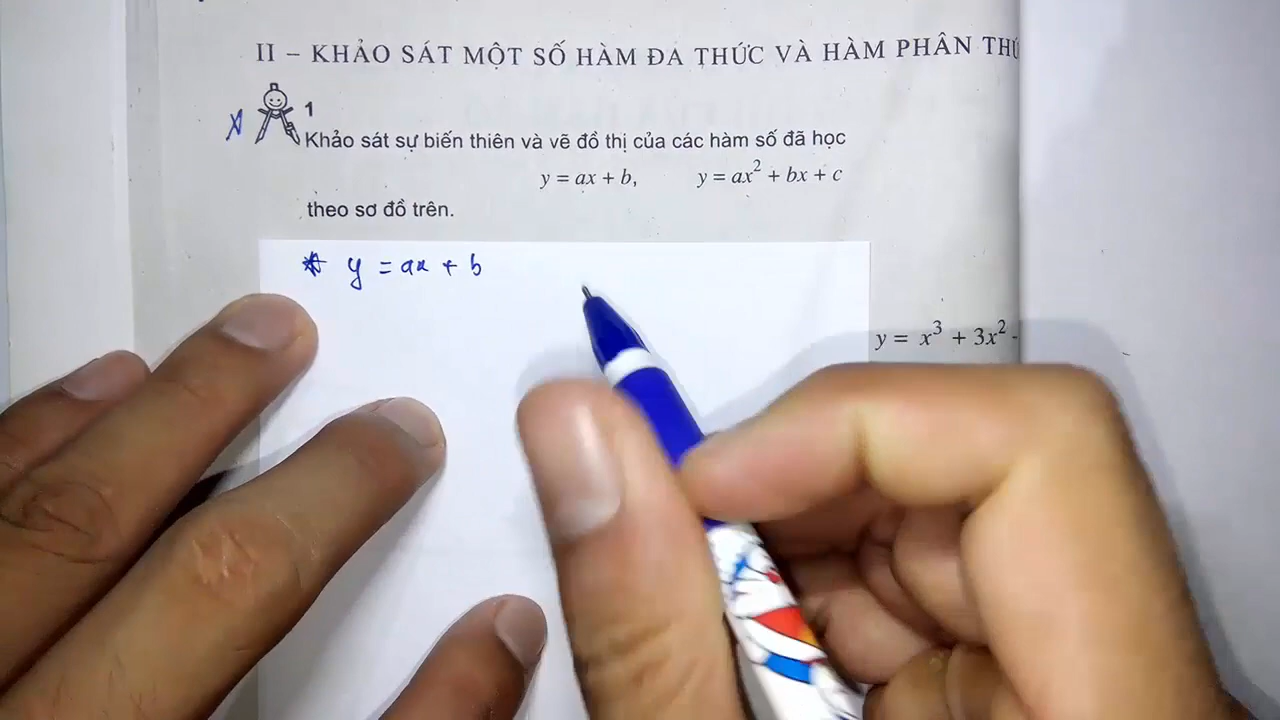 II – KHẢO SÁT MỘT SỐ HÀM ĐA THỨC VÀ HÀM PHÂN THỨ
1
Khảo sát sự biến thiên và vẽ đồ thị của các hàm số đã học
y = ax + b, y = ax² + bx + c
theo sơ đồ trên.
* y = ax + b
y = x³ + 3x² -